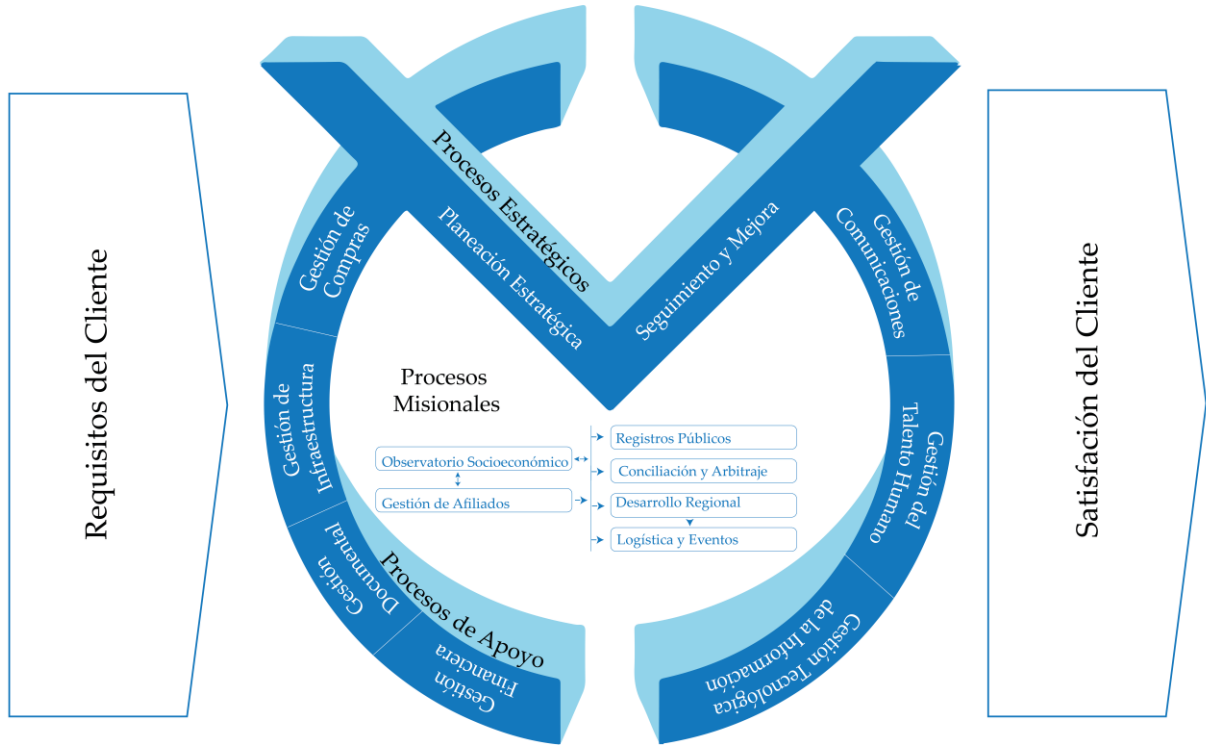 Requisitos del Cliente
Procesos Estratégicos
Planeación Estratégica
Seguimiento y Mejora
Gestión de
Compras
Gestión de
Infraestructura
Gestión
Documental
Gestión
Financiera
Procesos de Apoyo
Gestión de
Comunicaciones
Gestión del
Talento Humano
Gestión Tecnológica
de la Información
Procesos
Misionales
Observatorio Socioeconómico
Gestión de Afiliados
Registros Públicos
Conciliación y Arbitraje
Desarrollo Regional
Logística y Eventos
Satisfacción del Cliente